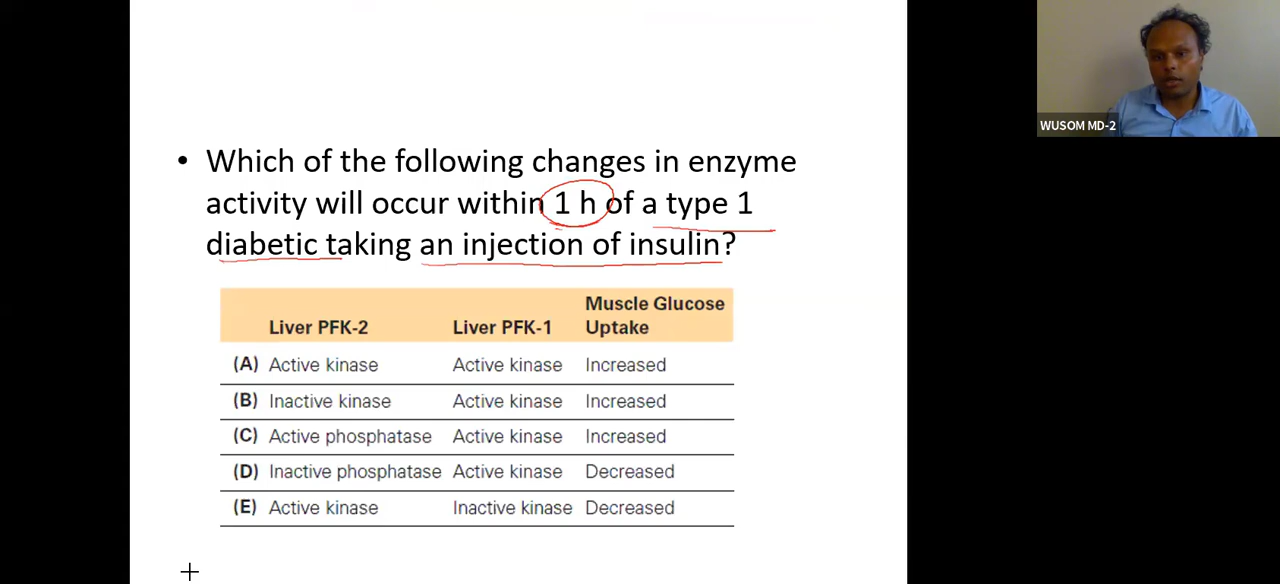 • Which of the following changes in enzyme
activity will occur within 1 h of a type 1
diabetic taking an injection of insulin?
WUSOM MD-2
Liver PFK-2 Liver PFK-1 Muscle Glucose Uptake
(A) Active kinase Active kinase Increased
(B) Inactive kinase Active kinase Increased
(C) Active phosphatase Active kinase Increased
(D) Inactive phosphatase Active kinase Decreased
(E) Active kinase Inactive kinase Decreased